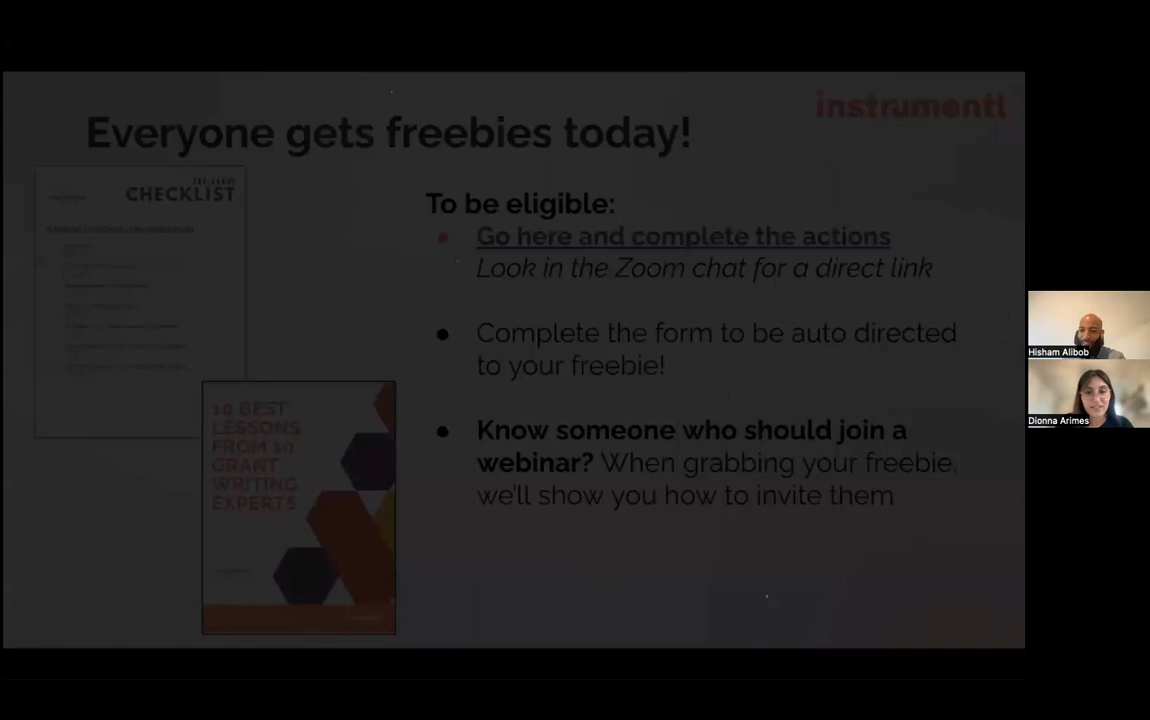 instrumentl
Everyone gets freebies today!
CHECKLIST
To be eligible:
Go here and complete the actions
Look in the Zoom chat for a direct link
Complete the form to be auto directed
to your freebie!
Know someone who should join a
webinar? When grabbing your freebie,
we'll show you how to invite them
10 BEST
LESSONS
FROM 10
GRANT
WRITING
EXPERTS
Hisham Alibob
Dionna Arimes